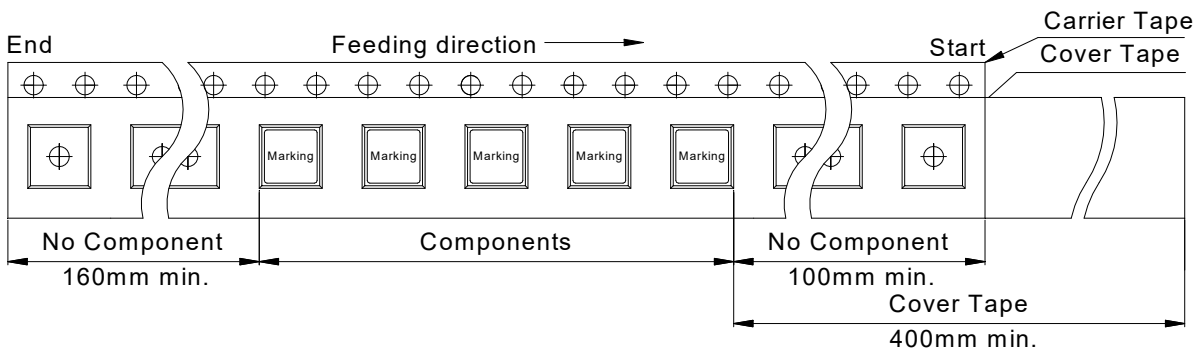 Carrier Tape
End
Feeding direction
Start
Cover Tape
Marking
Marking
Marking
Marking
Marking
No Component
Components
No Component
160mm min.
100mm min.
Cover Tape
400mm min.